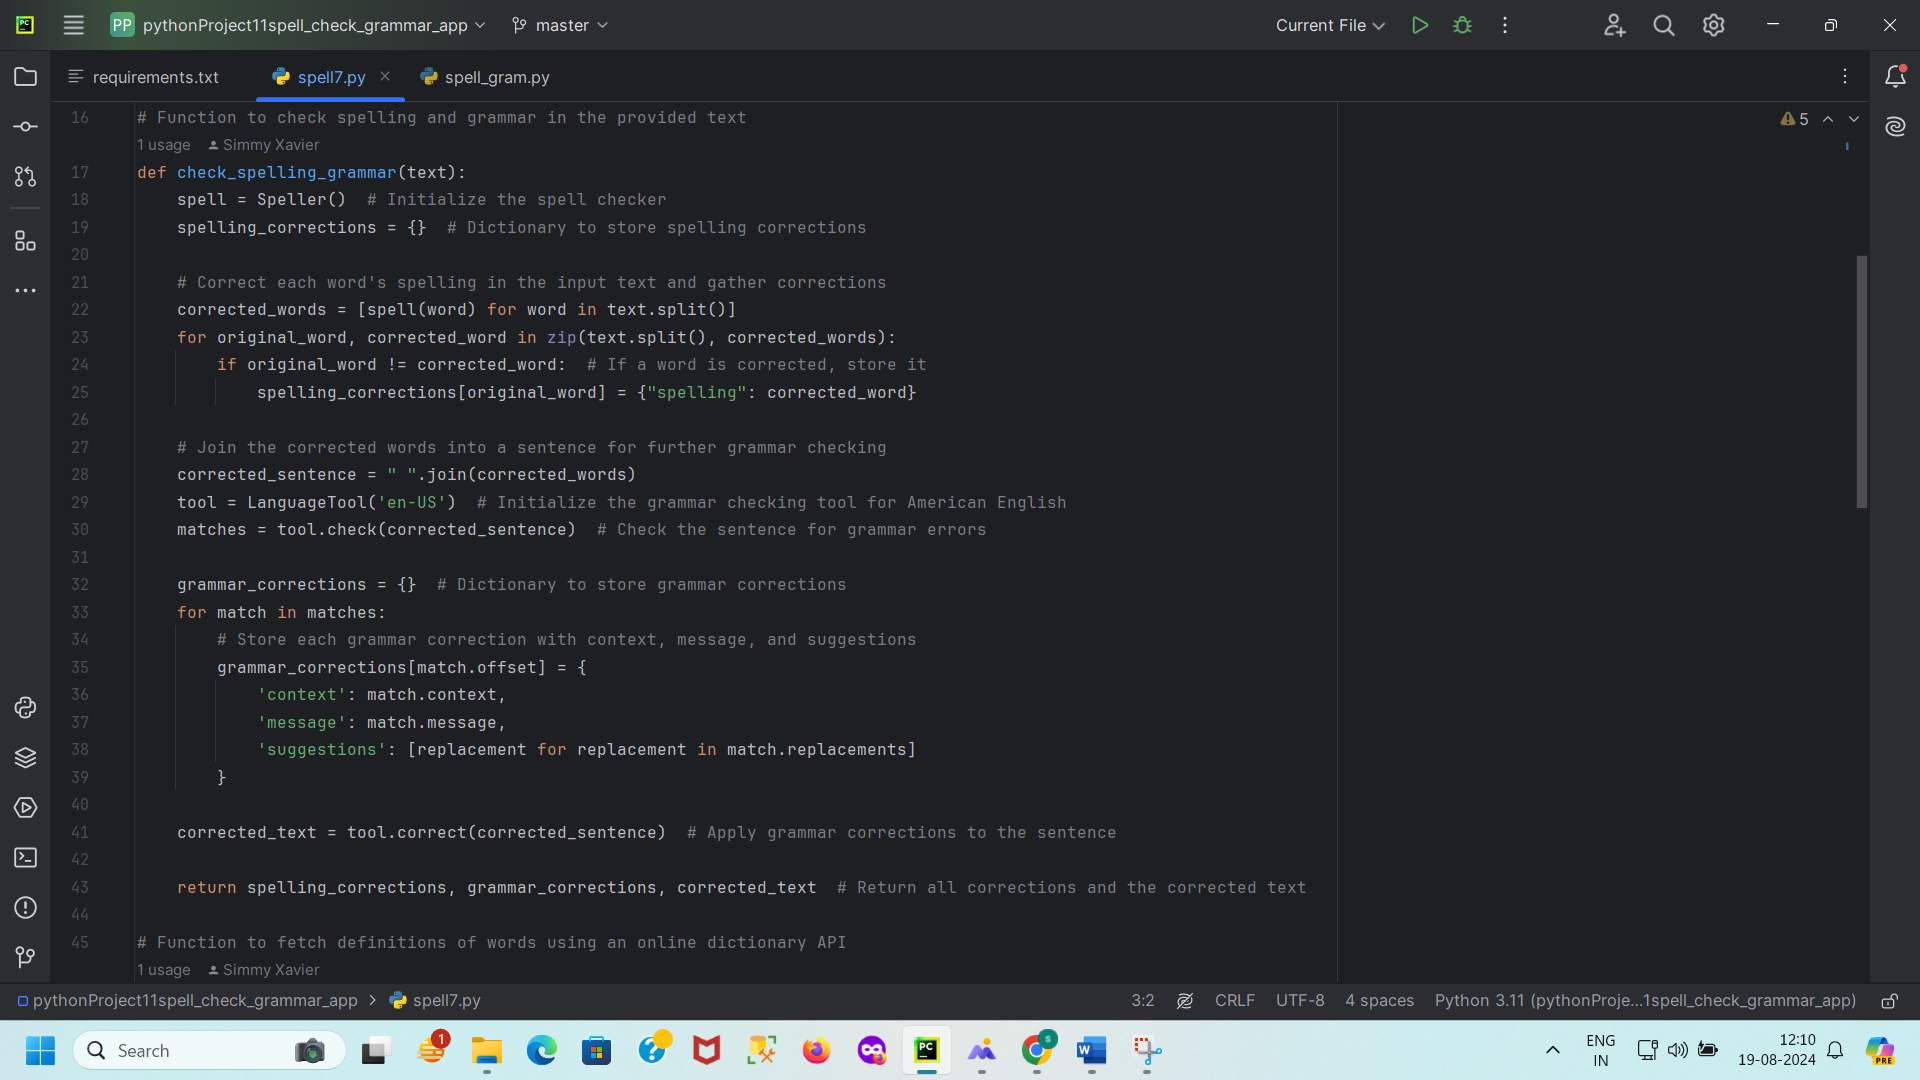 PC
PP pythonProject11spell_check_grammar_app master Current File
requirements.txt spell7.py spell_gram.py
16 # Function to check spelling and grammar in the provided text 5
1 usage Simmy Xavier
17 def check_spelling_grammar(text):
18 spell = Speller() # Initialize the spell checker
19 spelling_corrections = {} # Dictionary to store spelling corrections
20
21 # Correct each word's spelling in the input text and gather corrections
22 corrected_words = [spell(word) for word in text.split()]
23 for original_word, corrected_word in zip(text.split(), corrected_words):
24 if original_word != corrected_word: # If a word is corrected, store it
25 spelling_corrections[original_word] = {"spelling": corrected_word}
26
27 # Join the corrected words into a sentence for further grammar checking
28 corrected_sentence = " ".join(corrected_words)
29 tool = LanguageTool('en-US') # Initialize the grammar checking tool for American English
30 matches = tool.check(corrected_sentence) # Check the sentence for grammar errors
31
32 grammar_corrections = {} # Dictionary to store grammar corrections
33 for match in matches:
34 # Store each grammar correction with context, message, and suggestions
35 grammar_corrections[match.offset] = {
36 'context': match.context,
37 'message': match.message,
38 'suggestions': [replacement for replacement in match.replacements]
39 }
40
41 corrected_text = tool.correct(corrected_sentence) # Apply grammar corrections to the sentence
42
43 return spelling_corrections, grammar_corrections, corrected_text # Return all corrections and the corrected text
44
45 # Function to fetch definitions of words using an online dictionary API
1 usage Simmy Xavier
pythonProject11spell_check_grammar_app > spell7.py 3:2 CRLF UTF-8 4 spaces Python 3.11 (pythonProje...1spell_check_grammar_app)
Search 1 PC S W ENG 12:10
IN 19-08-2024 PRE